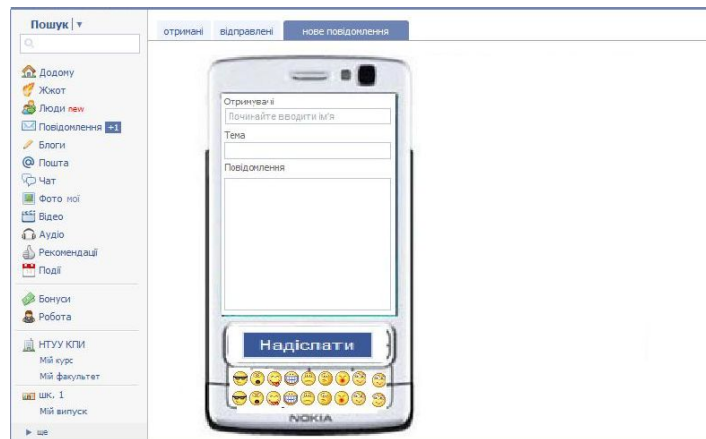 Пошук
отримані відправлені нове повідомлення
Додому
Жжот
Люди new
Повідомлення +1
Блоги
Пошта
Чат
Фото мої
Відео
Аудіо
Рекомендації
Події
Бонуси
Робота
НТУУ КПИ
Мій курс
Мій факультет
шк. 1
Мій випуск
ще
Отримувачі
Починайте вводити ім'я
Тема
Повідомлення
Надіслати
NOKIA